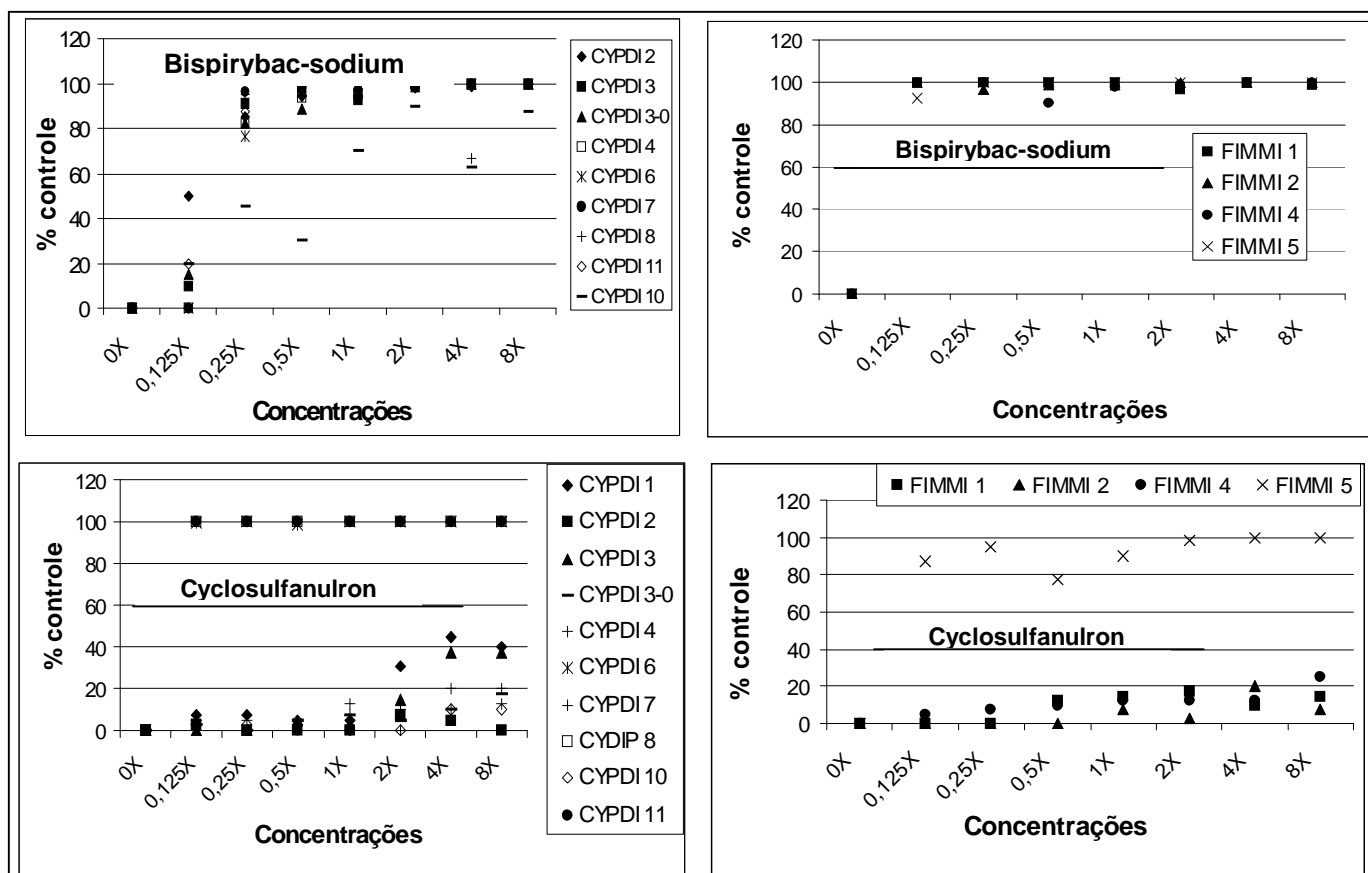 120
100
80
60
40
20
0
% controle
Bispirybac-sodium
0X
0,125X
0,25X
0,5X
1X
2X
4X
8X
Concentrações
CYPDI 2
CYPDI 3
CYPDI 3-0
CYPDI 4
CYPDI 6
CYPDI 7
CYPDI 8
CYPDI 11
CYPDI 10
120
100
80
60
40
20
0
% controle
Bispirybac-sodium
FIMMI 1
FIMMI 2
FIMMI 4
FIMMI 5
0X
0,125X
0,25X
0,5X
1X
2X
4X
8X
Concentrações
120
100
80
60
40
20
0
% controle
Cyclosulfanulron
0X
0,125X
0,25X
0,5X
1X
2X
4X
8X
Concentrações
CYPDI 1
CYPDI 2
CYPDI 3
CYPDI 3-0
CYPDI 4
CYPDI 6
CYPDI 7
CYDIP 8
CYPDI 10
CYPDI 11
FIMMI 1 FIMMI 2 FIMMI 4 FIMMI 5
120
100
80
60
40
20
0
% controle
Cyclosulfanulron
0X
0,125X
0,25X
0,5X
1X
2X
4X
8X
Concentrações